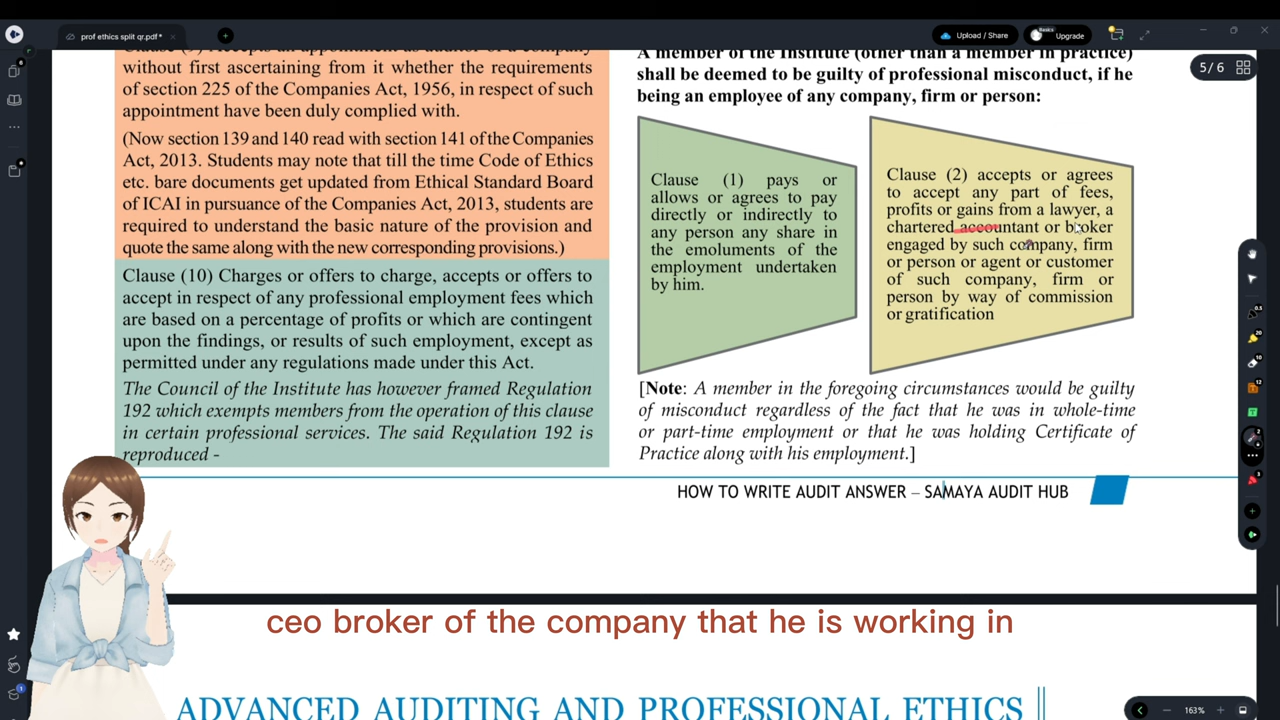 prof ethics split qr.pdf*
Upload / Share
Upgrade
5/6
without first ascertaining from it whether the requirements
of section 225 of the Companies Act, 1956, in respect of such
appointment have been duly complied with.
(Now section 139 and 140 read with section 141 of the Companies
Act, 2013. Students may note that till the time Code of Ethics
etc. bare documents get updated from Ethical Standard Board
of ICAI in pursuance of the Companies Act, 2013, students are
required to understand the basic nature of the provision and
quote the same along with the new corresponding provisions.)
Clause (10) Charges or offers to charge, accepts or offers to
accept in respect of any professional employment fees which
are based on a percentage of profits or which are contingent
upon the findings, or results of such employment, except as
permitted under any regulations made under this Act.
The Council of the Institute has however framed Regulation
192 which exempts members from the operation of this clause
in certain professional services. The said Regulation 192 is
reproduced -
A member of the Institute (other than a member in practice)
shall be deemed to be guilty of professional misconduct, if he
being an employee of any company, firm or person:
Clause (1) pays or
allows or agrees to pay
directly or indirectly to
any person any share in
the emoluments of the
employment undertaken
by him.
Clause (2) accepts or agrees
to accept any part of fees,
profits or gains from a lawyer, a
chartered accountant or broker
engaged by such company, firm
or person or agent or customer
of such company, firm or
person by way of commission
or gratification
[Note: A member in the foregoing circumstances would be guilty
of misconduct regardless of the fact that he was in whole-time
or part-time employment or that he was holding Certificate of
Practice along with his employment.]
HOW TO WRITE AUDIT ANSWER – SAMAYA AUDIT HUB
ceo broker of the company that he is working in
ADVANCED AUDITING AND PROFESSIONAL ETHICS
163%